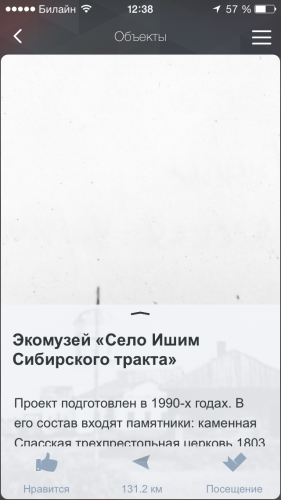 Билайн 12:38 57 %
Объекты
Экомузей «Село Ишим
Сибирского тракта»
Проект подготовлен в 1990-х годах. В
его состав входят памятники: каменная
Спасская трехпрестольная церковь 1803
Нравится 131.2 км Посещение